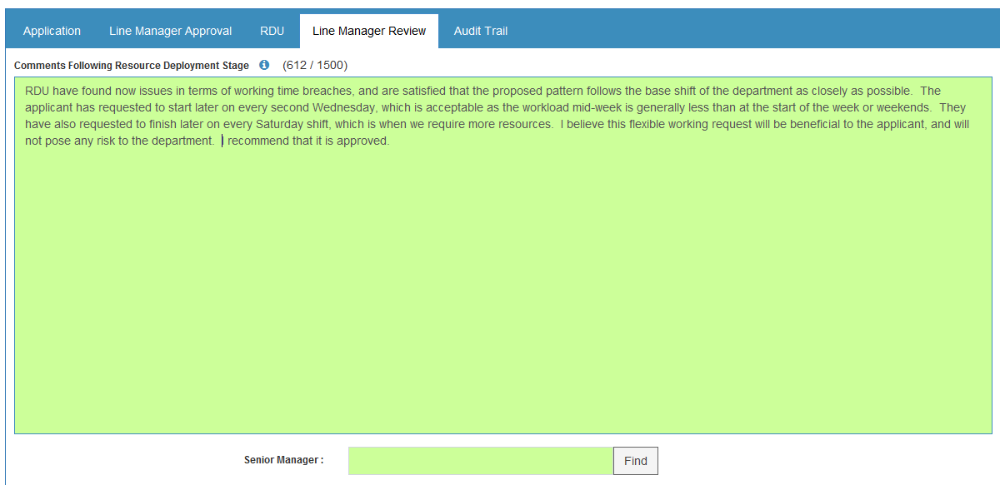 Application Line Manager Approval RDU Line Manager Review Audit Trail
Comments Following Resource Deployment Stage i (612 / 1500)
RDU have found now issues in terms of working time breaches, and are satisfied that the proposed pattern follows the base shift of the department as closely as possible.  The
applicant has requested to start later on every second Wednesday, which is acceptable as the workload mid-week is generally less than at the start of the week or weekends.  They
have also requested to finish later on every Saturday shift, which is when we require more resources.  I believe this flexible working request will be beneficial to the applicant, and will
not pose any risk to the department.  I recommend that it is approved.
Senior Manager : Find